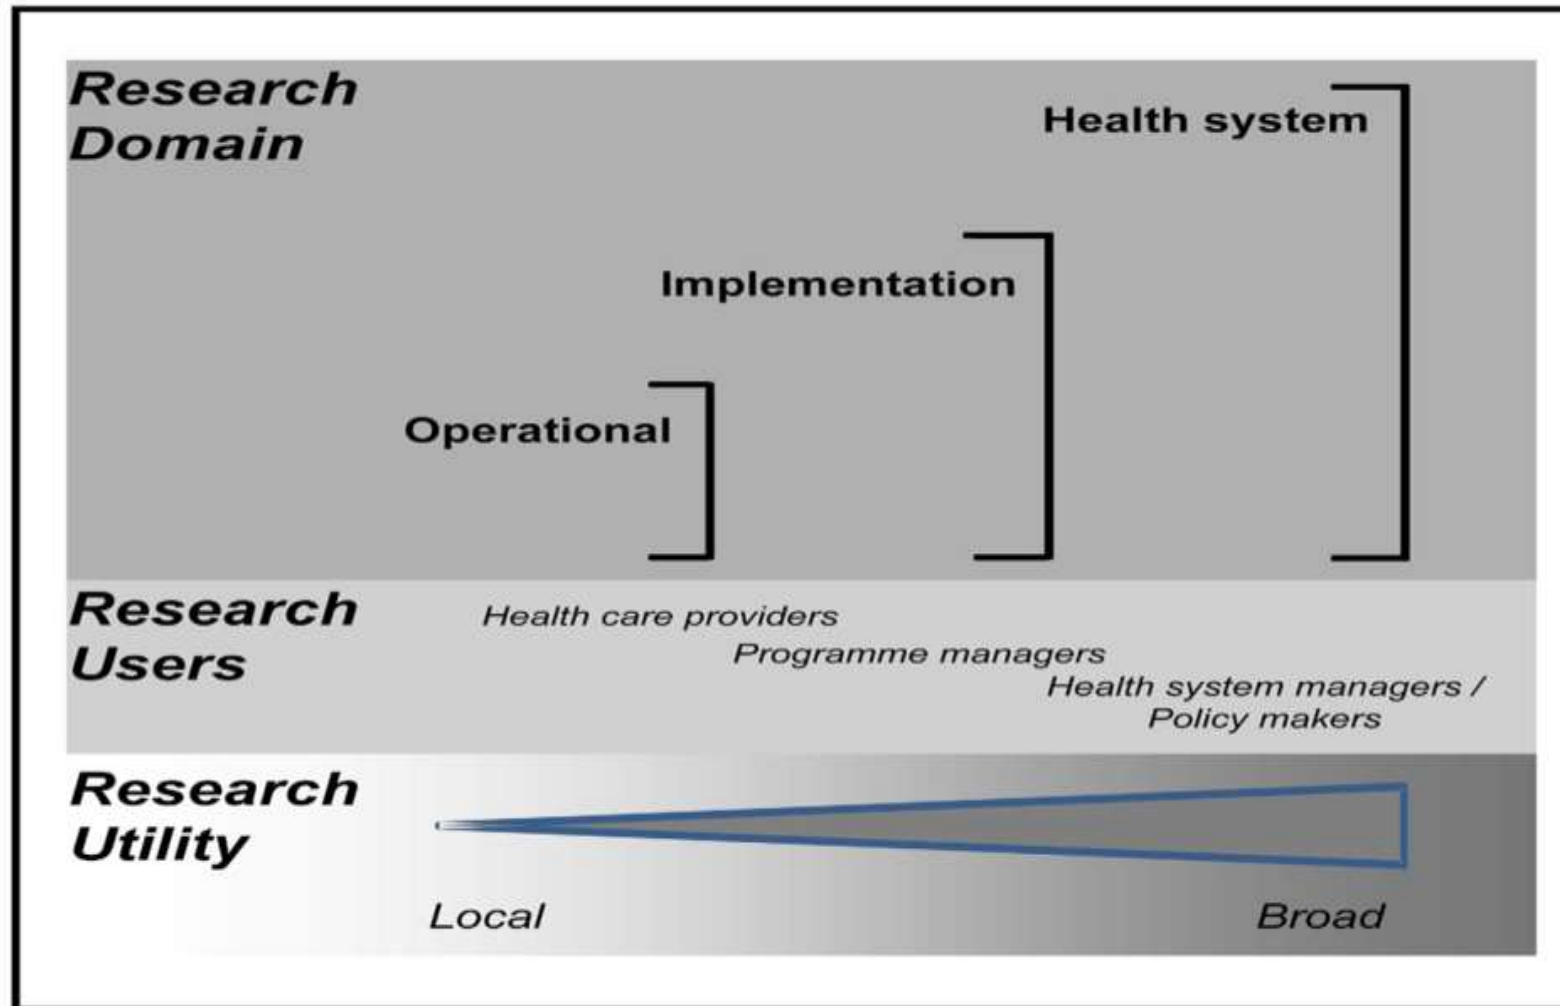 Research
Domain
Health system
Implementation
Operational
Research
Users
Health care providers
Programme managers
Health system managers /
Policy makers
Research
Utility
Local
Broad